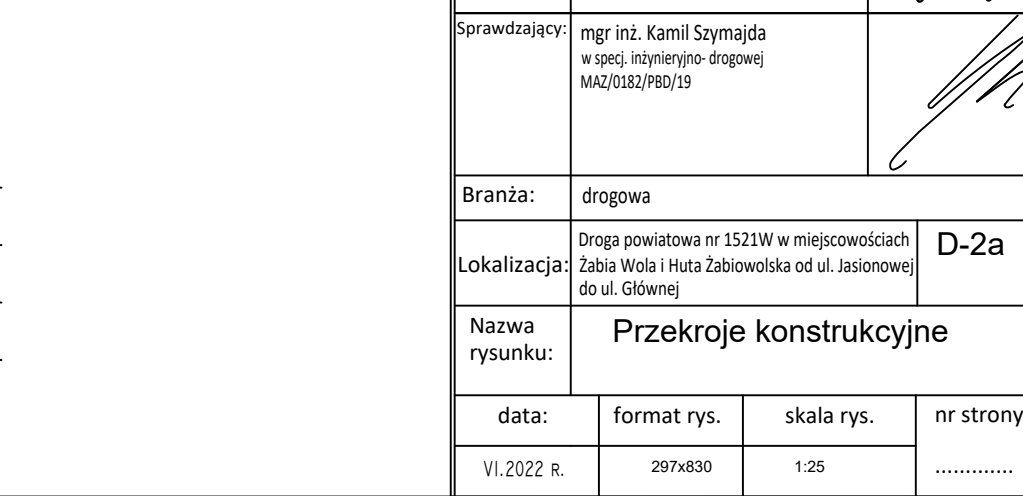 Sprawdzający:
mgr inż. Kamil Szymajda
w specj. inżynieryjno- drogowej
MAZ/0182/PBD/19
Branża:
drogowa
Lokalizacja:
Droga powiatowa nr 1521W w miejscowościach
Żabia Wola i Huta Żabiowolska od ul. Jasionowej
do ul. Głównej
D-2a
Nazwa
rysunku:
Przekroje konstrukcyjne
data:
format rys.
skala rys.
nr strony
VI.2022 R.
297x830
1:25
.............